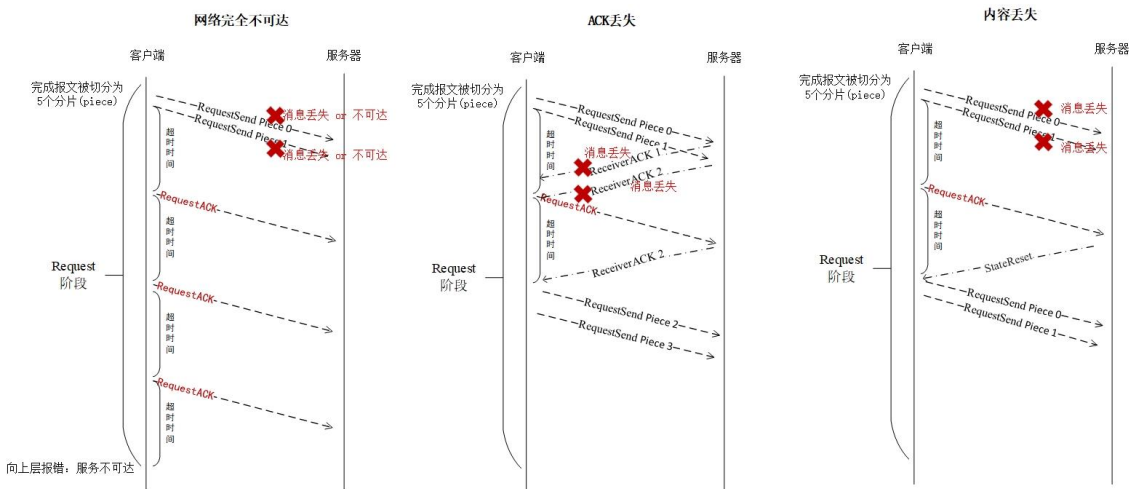 网络完全不可达
客户端
服务器
完成报文被切分为
5个分片(piece)
RequestSend Piece 0
消息丢失 or 不可达
RequestSend Piece 1
消息丢失 or 不可达
超时时间
RequestACK
超时时间
Request
阶段
RequestACK
超时时间
RequestACK
超时时间
向上层报错：服务不可达
ACK丢失
客户端
服务器
完成报文被切分为
5个分片(piece)
RequestSend Piece 0
RequestSend Piece 1
超时时间
消息丢失
ReceiverACK 1
ReceiverACK 2
消息丢失
RequestACK
超时时间
Request
阶段
ReceiverACK 2
RequestSend Piece 2
RequestSend Piece 3
内容丢失
客户端
服务器
完成报文被切分为
5个分片(piece)
RequestSend Piece 0
消息丢失
RequestSend Piece 1
消息丢失
超时时间
RequestACK
超时时间
Request
阶段
StateReset
RequestSend Piece 0
RequestSend Piece 1